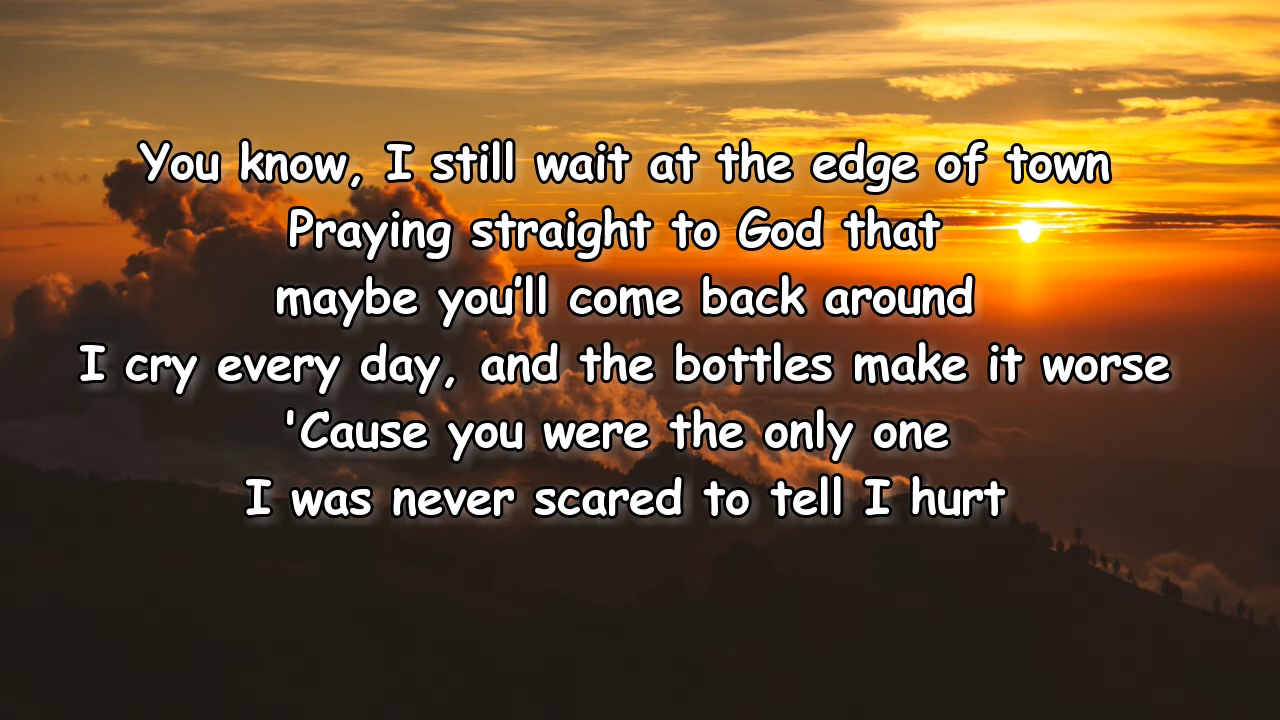 You know, I still wait at the edge of town
Praying straight to God that
maybe you'll come back around
I cry every day, and the bottles make it worse
'Cause you were the only one
I was never scared to tell I hurt